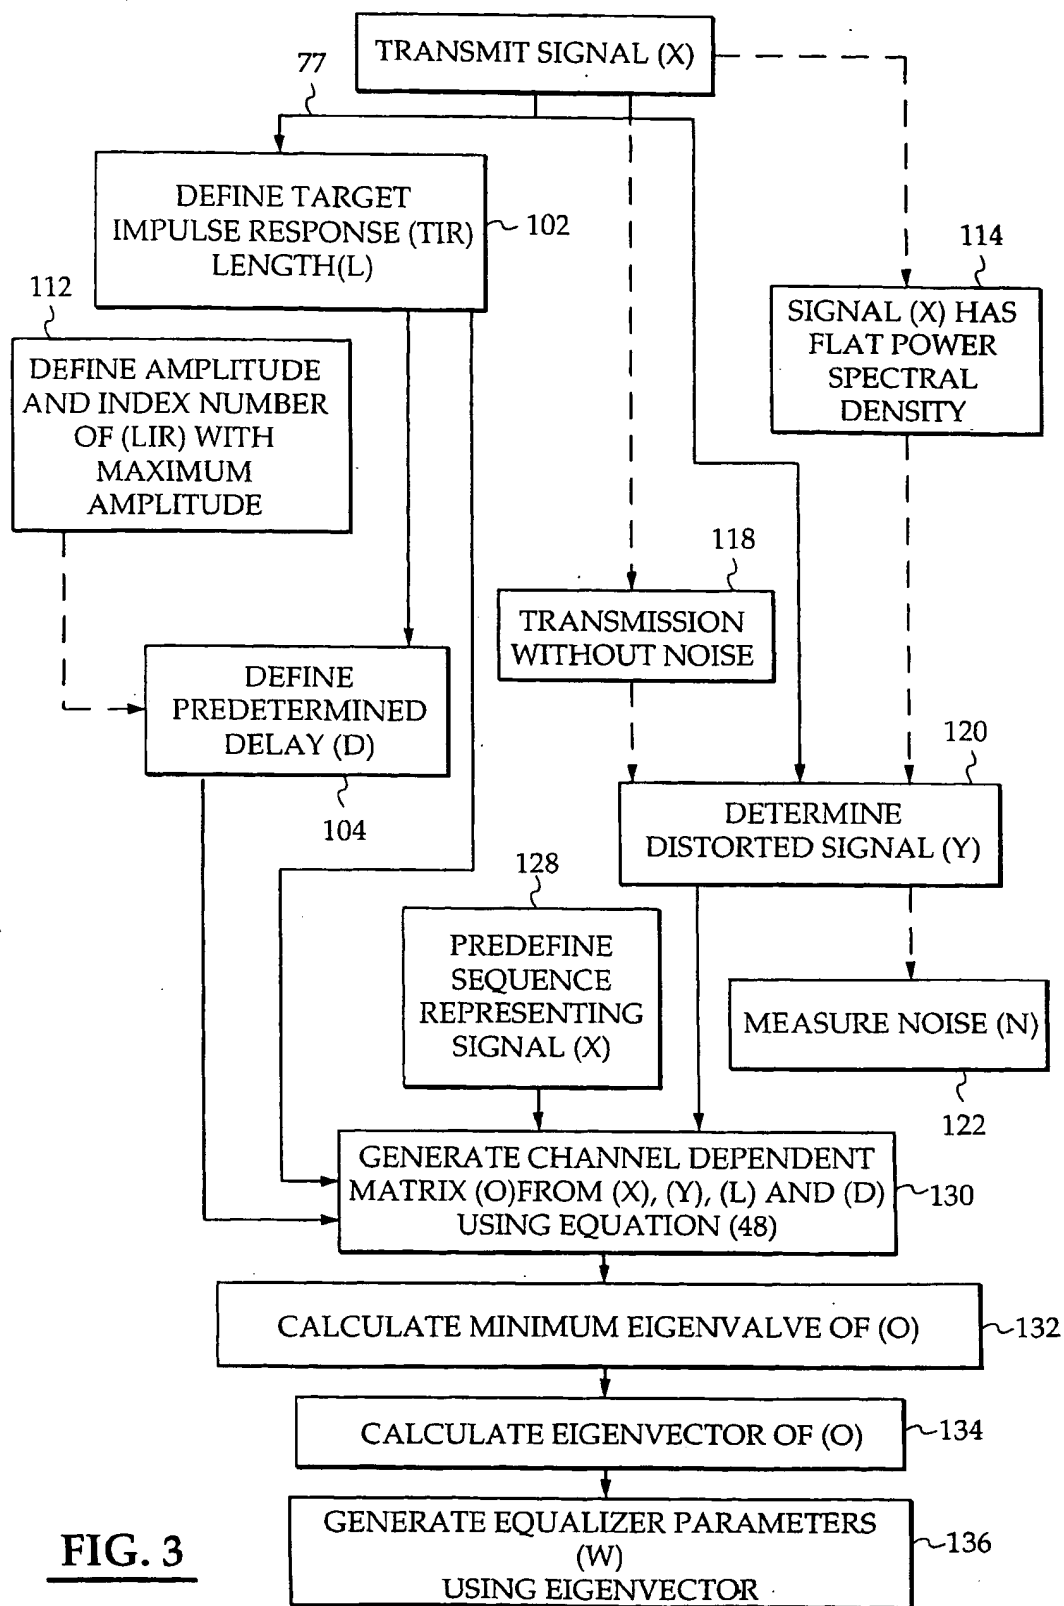 TRANSMIT SIGNAL (X)
77
DEFINE TARGET
IMPULSE RESPONSE (TIR)
LENGTH(L)
102
114
112
SIGNAL (X) HAS
FLAT POWER
SPECTRAL
DENSITY
DEFINE AMPLITUDE
AND INDEX NUMBER
OF (LIR) WITH
MAXIMUM
AMPLITUDE
118
TRANSMISSION
WITHOUT NOISE
DEFINE
PREDETERMINED
DELAY (D)
104
120
DETERMINE
DISTORTED SIGNAL (Y)
128
PREDEFINE
SEQUENCE
REPRESENTING
SIGNAL (X)
MEASURE NOISE (N)
122
GENERATE CHANNEL DEPENDENT
MATRIX (O)FROM (X), (Y), (L) AND (D)
USING EQUATION (48)
130
CALCULATE MINIMUM EIGENVALVE OF (O)
132
CALCULATE EIGENVECTOR OF (O)
134
GENERATE EQUALIZER PARAMETERS
(W)
USING EIGENVECTOR
136
FIG. 3